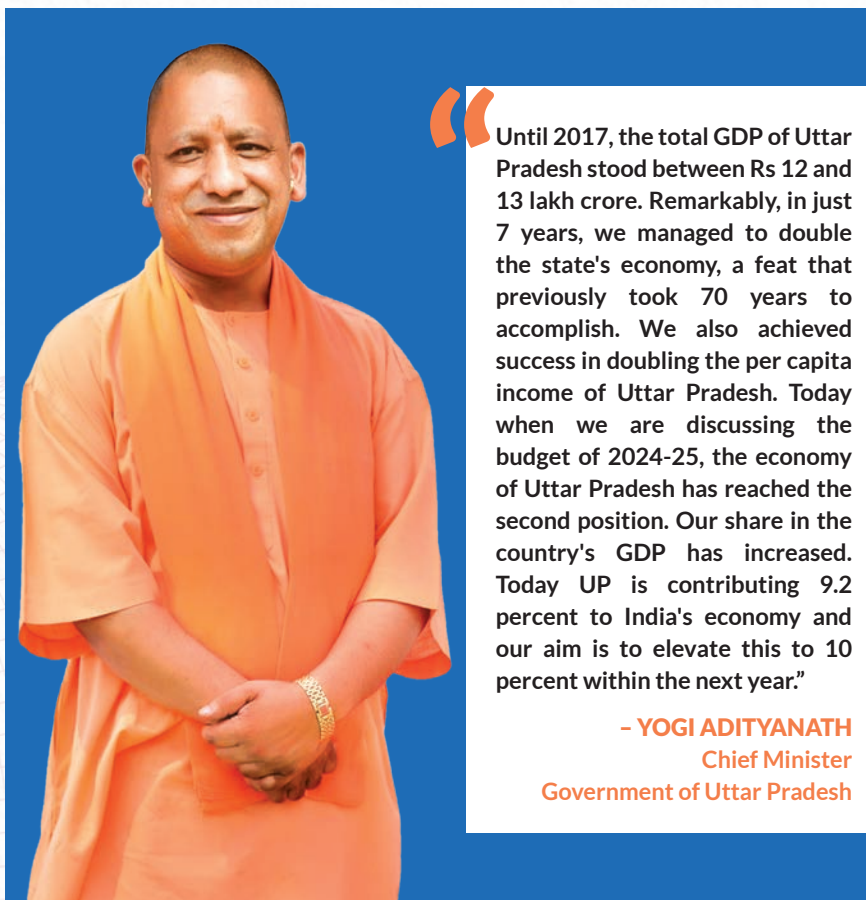 “
Until 2017, the total GDP of Uttar
Pradesh stood between Rs 12 and
13 lakh crore. Remarkably, in just
7 years, we managed to double
the state's economy, a feat that
previously took 70 years to
accomplish. We also achieved
success in doubling the per capita
income of Uttar Pradesh. Today
when we are discussing the
budget of 2024-25, the economy
of Uttar Pradesh has reached the
second position. Our share in the
country's GDP has increased.
Today UP is contributing 9.2
percent to India's economy and
our aim is to elevate this to 10
percent within the next year.”
– YOGI ADITYANATH
Chief Minister
Government of Uttar Pradesh